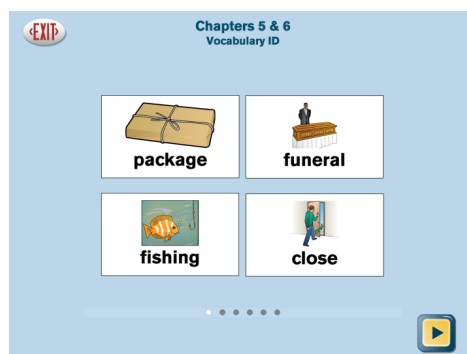 EXIT
Chapters 5 & 6
Vocabulary ID
package
funeral
fishing
close